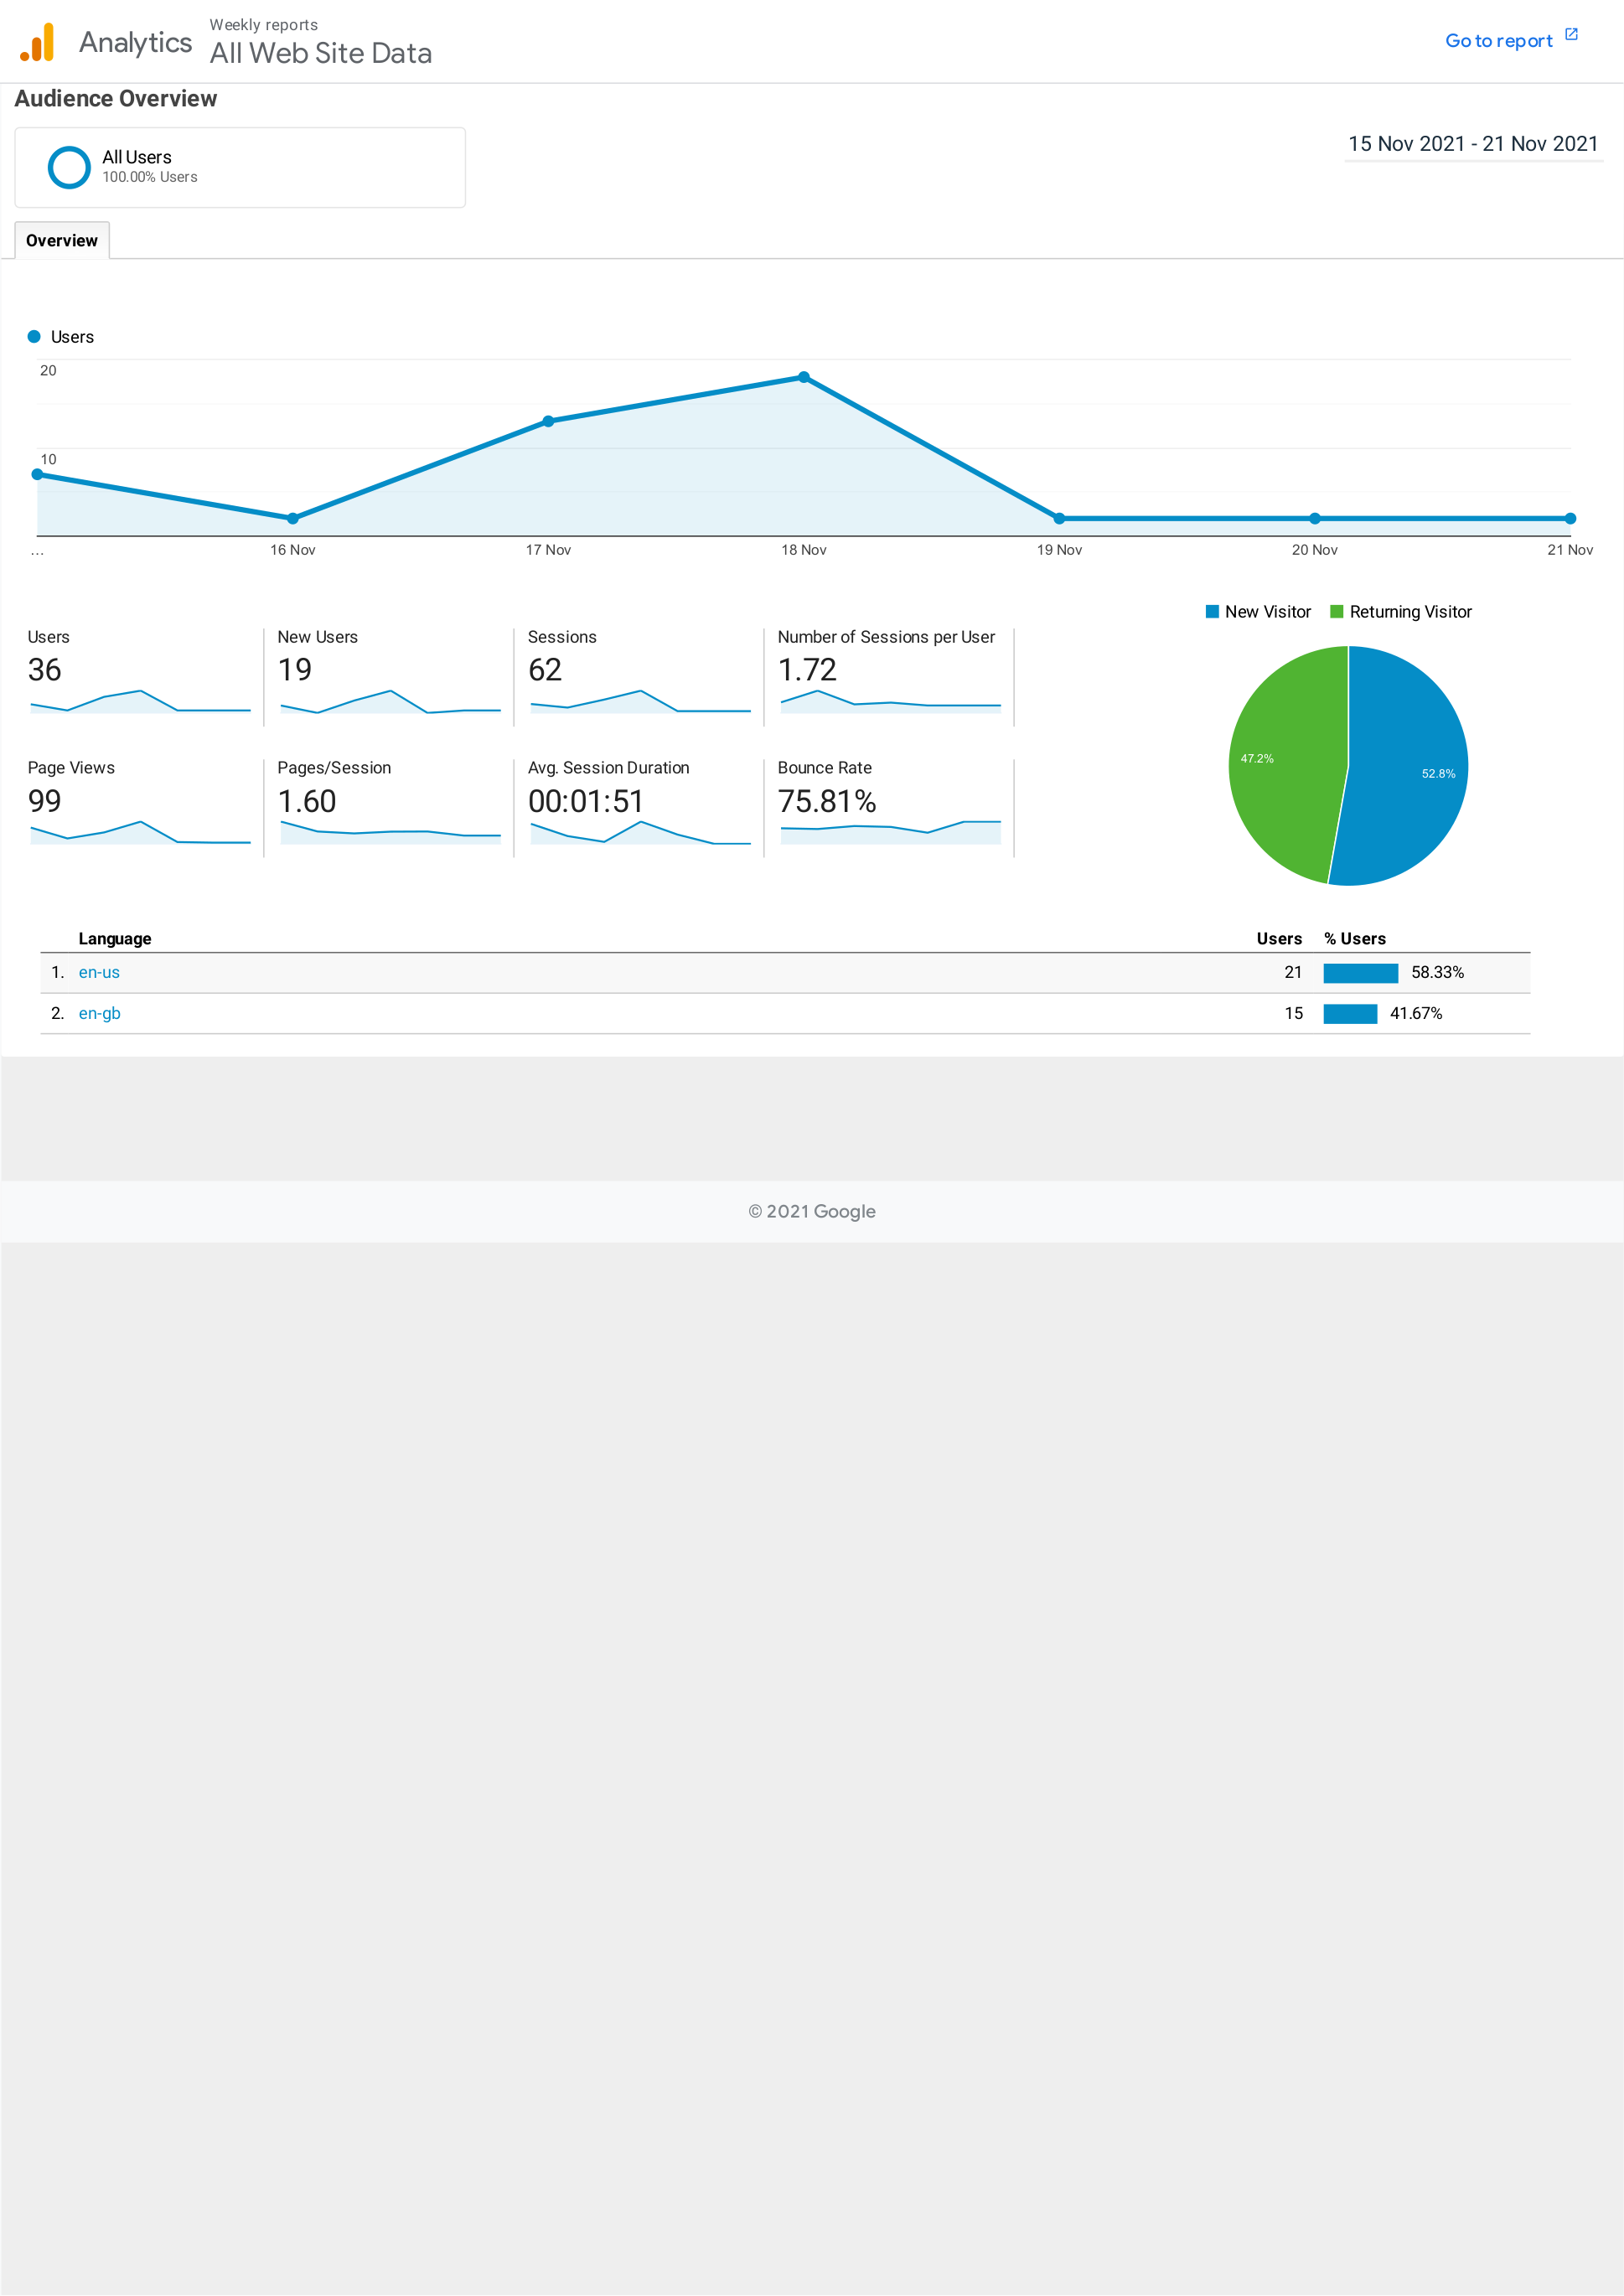 Analytics
Weekly reports
All Web Site Data
Go to report
Audience Overview
All Users
100.00% Users
15 Nov 2021 - 21 Nov 2021
Overview
Users
20
10
...
16 Nov
17 Nov
18 Nov
19 Nov
20 Nov
21 Nov
New Visitor
Returning Visitor
Users
36
New Users
19
Sessions
62
Number of Sessions per User
1.72
Page Views
99
Pages/Session
1.60
Avg. Session Duration
00:01:51
Bounce Rate
75.81%
47.2%
52.8%
Language Users % Users
1. en-us 21 58.33%
2. en-gb 15 41.67%
© 2021 Google